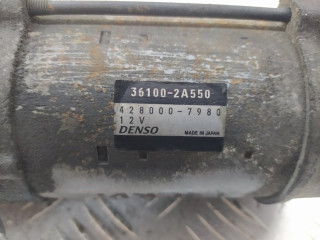 36100-2A550
428000-7980
12V
DENSO MADE IN JAPAN